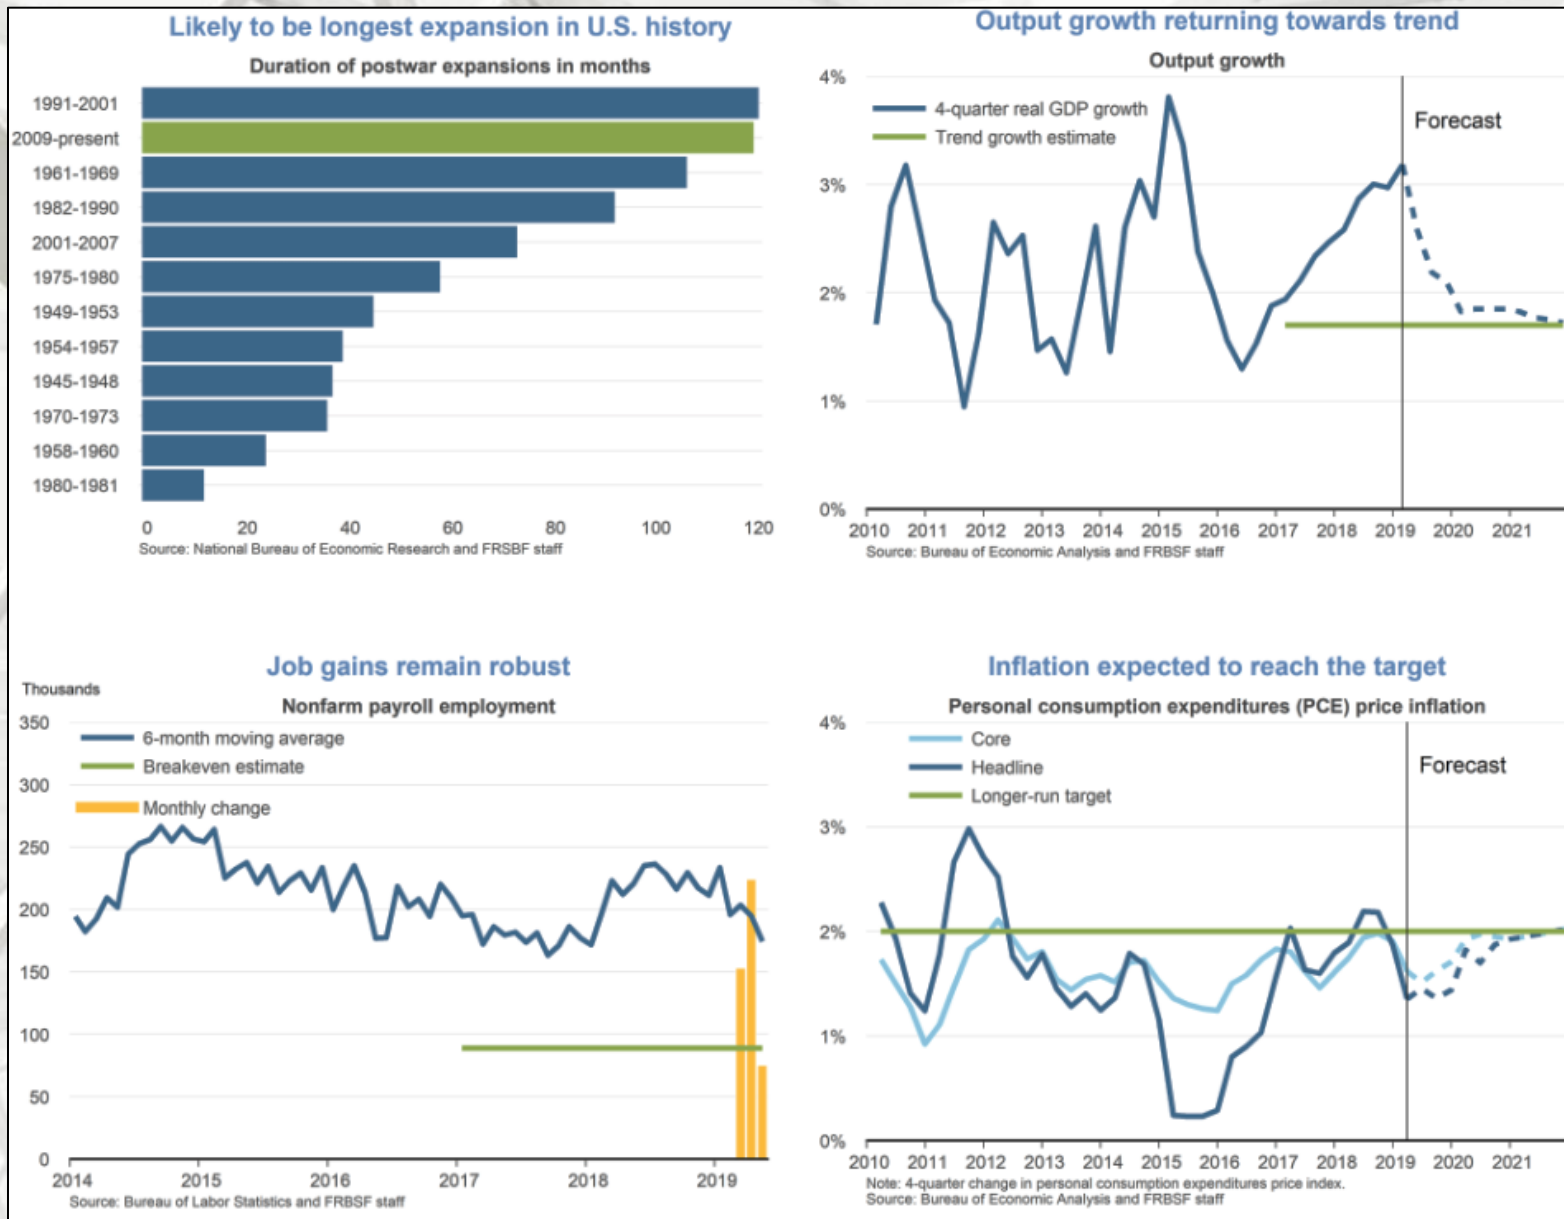 Likely to be longest expansion in U.S. history
Duration of postwar expansions in months
1991-2001
2009-present
1961-1969
1982-1990
2001-2007
1975-1980
1949-1953
1954-1957
1945-1948
1970-1973
1958-1960
1980-1981
0 20 40 60 80 100 120
Source: National Bureau of Economic Research and FRSBF staff
Output growth returning towards trend
Output growth
4%
4-quarter real GDP growth
Trend growth estimate
Forecast
3%
2%
1%
0%
2010 2011 2012 2013 2014 2015 2016 2017 2018 2019 2020 2021
Source: Bureau of Economic Analysis and FRBSF staff
Job gains remain robust
Thousands
Nonfarm payroll employment
350
6-month moving average
Breakeven estimate
300
Monthly change
250
200
150
100
50
0
2014 2015 2016 2017 2018 2019
Source: Bureau of Labor Statistics and FRBSF staff
Inflation expected to reach the target
Personal consumption expenditures (PCE) price inflation
4%
Core
Headline
Longer-run target
Forecast
3%
2%
1%
0%
2010 2011 2012 2013 2014 2015 2016 2017 2018 2019 2020 2021
Note: 4-quarter change in personal consumption expenditures price index.
Source: Bureau of Economic Analysis and FRBSF staff